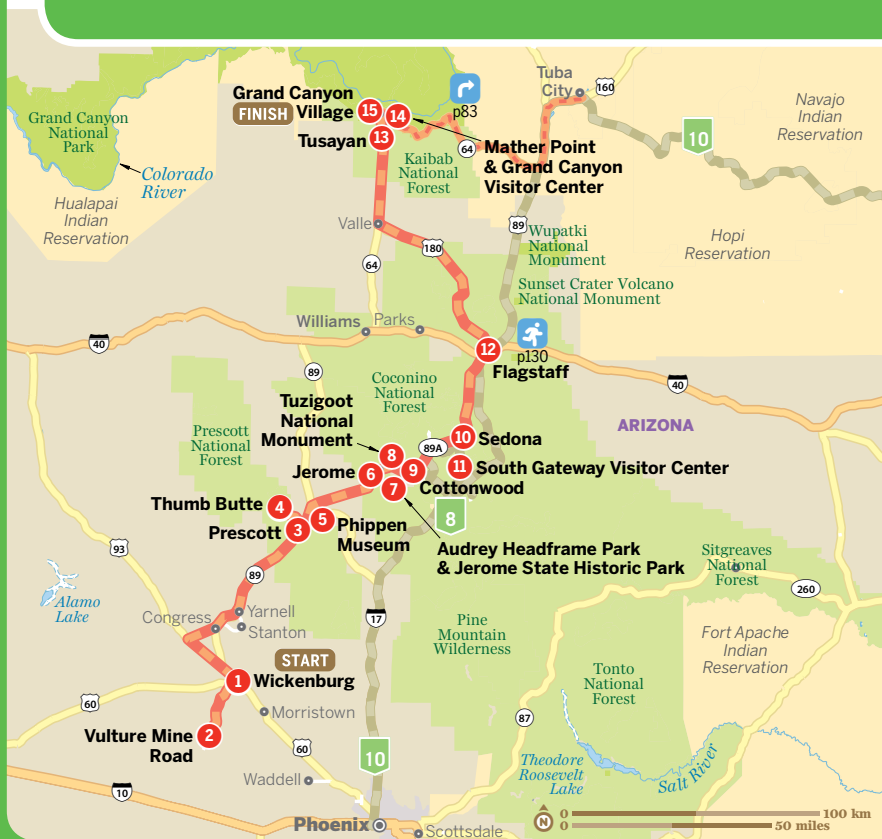 Grand Canyon
Village
FINISH
15
14
13
Tusayan
p83
Tuba
City
160
Navajo
Indian
Reservation
10
Grand Canyon
National
Park
Colorado
River
Hualapai
Indian
Reservation
64
Mather Point
& Grand Canyon
Visitor Center
Kaibab
National
Forest
Valle
180
89
Wupatki
National
Monument
Hopi
Reservation
64
Sunset Crater Volcano
National Monument
Williams
Parks
40
12
p130
Flagstaff
40
89
Coconino
National
Forest
Tuzigoot
National
Monument
ARIZONA
Prescott
National
Forest
89A
10
Sedona
8
9
11
South Gateway Visitor Center
Jerome
6
7
Cottonwood
Thumb Butte
4
Prescott
3
5
Phippen
Museum
8
Audrey Headframe Park
& Jerome State Historic Park
93
Sitgreaves
National
Forest
260
89
Alamo
Lake
Congress
Yarnell
Stanton
17
Pine
Mountain
Wilderness
Fort Apache
Indian
Reservation
START
1
Wickenburg
Tonto
National
Forest
60
Morristown
87
Vulture Mine
Road
2
60
10
Theodore
Roosevelt
Lake
Salt River
Waddell
10
Phoenix
Scottsdale
N
0
100 km
0
50 miles